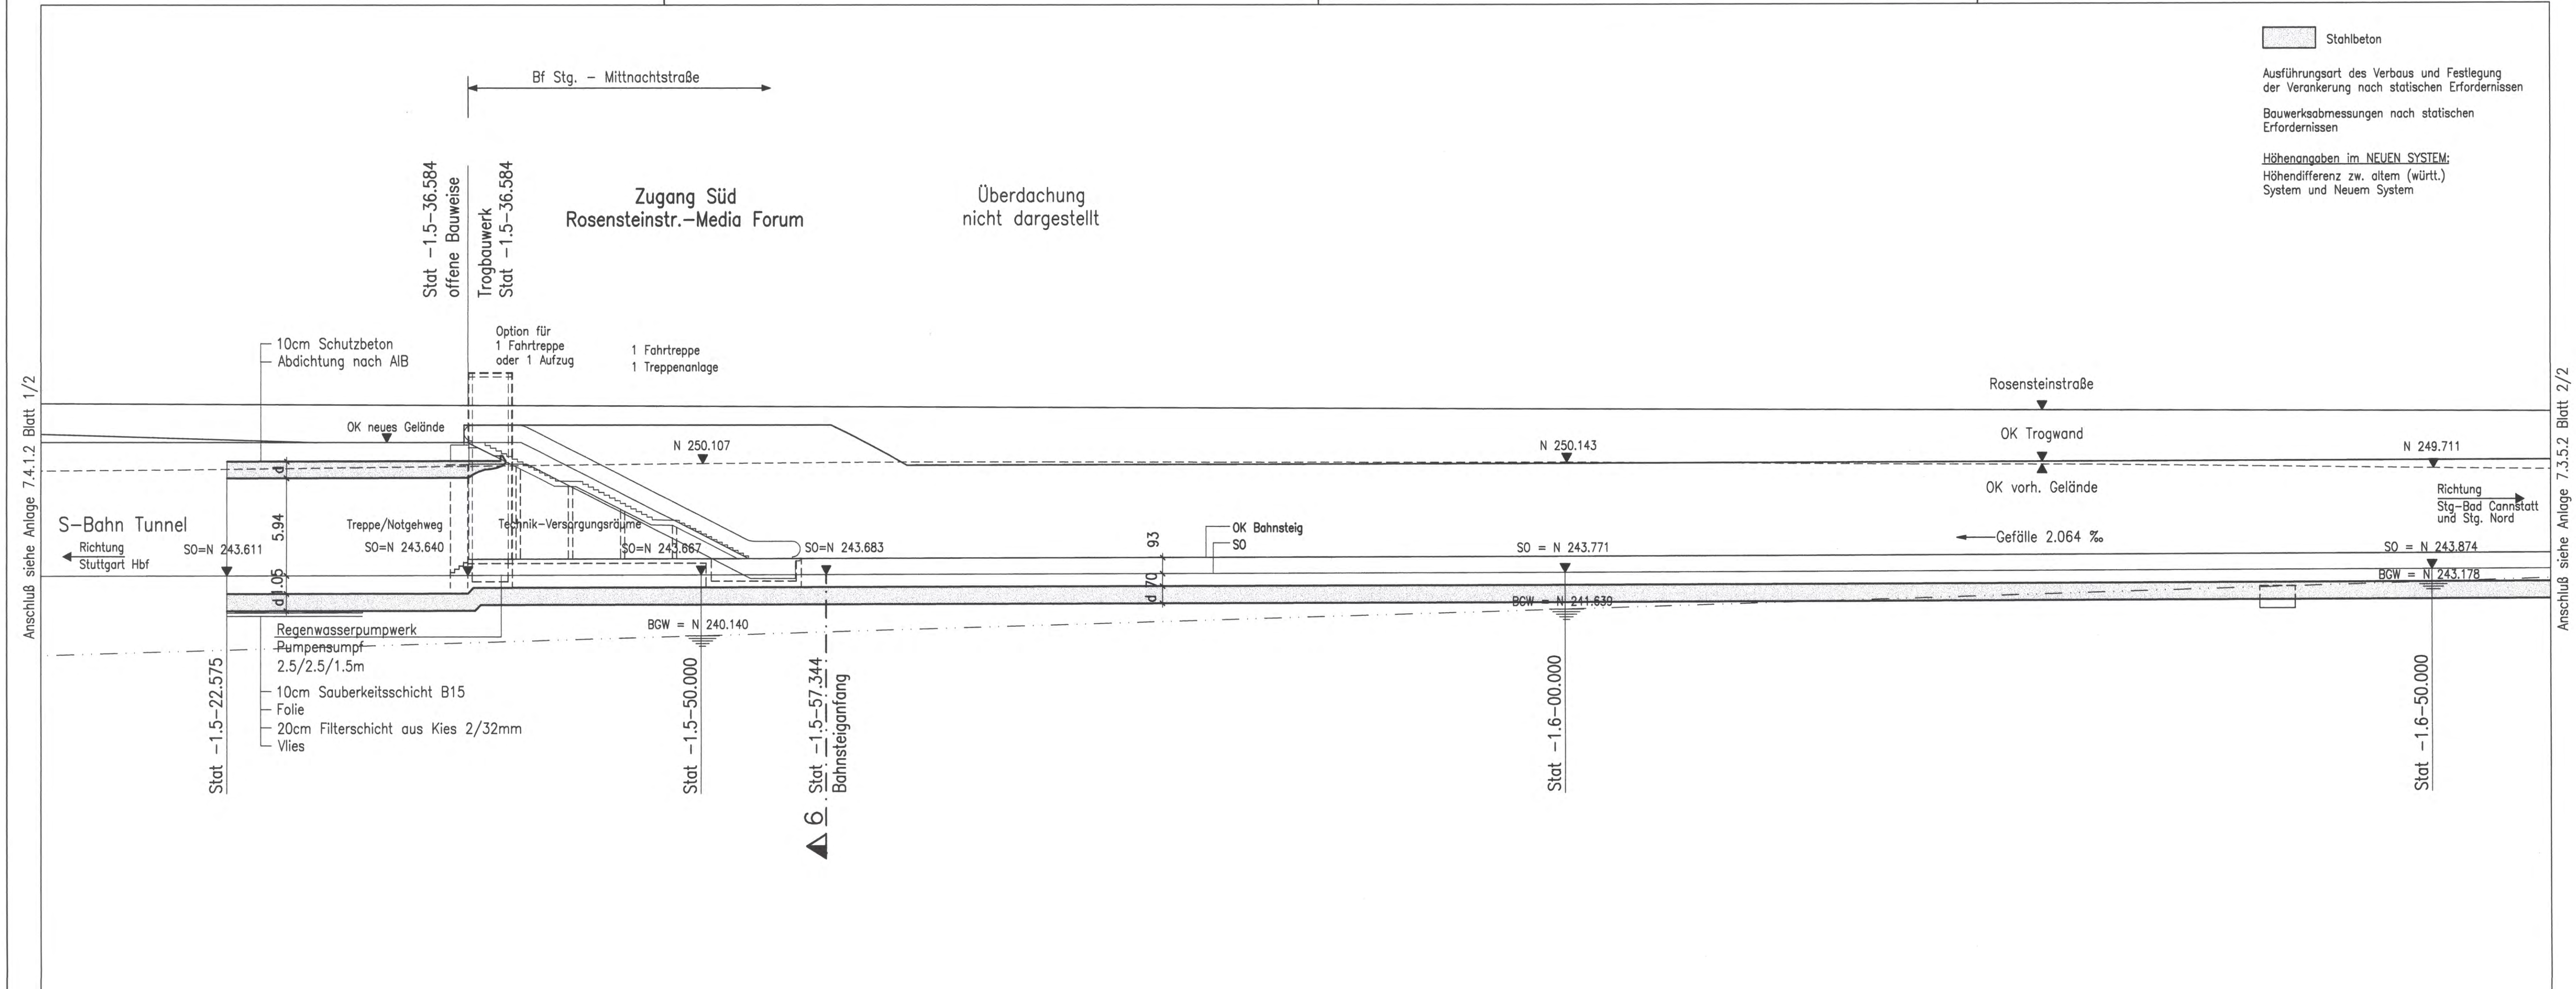 Stahlbeton
Ausführungsart des Verbaus und Festlegung
der Verankerung nach statischen Erfordernissen
Bauwerksabmessungen nach statischen
Erfordernissen
Höhenangaben im NEUEN SYSTEM:
Höhendifferenz zw. altem (württ.)
System und Neuem System
Bf Stg. - Mittnachtstraße
Stat -1.5-36.584
offene Bauweise
Trogbauwerk
Stat -1.5-36.584
Zugang Süd
Rosensteinstr.-Media Forum
Überdachung
nicht dargestellt
10cm Schutzbeton
Abdichtung nach AIB
Option für
1 Fahrtreppe
oder 1 Aufzug
1 Fahrtreppe
1 Treppenanlage
Anschluß siehe Anlage 7.4.1.2 Blatt 1/2
Anschluß siehe Anlage 7.3.5.2 Blatt 2/2
Rosensteinstraße
OK neues Gelände
OK Trogwand
N 250.107
N 250.143
N 249.711
d
OK vorh. Gelände
Richtung
Stg-Bad Cannstatt
und Stg. Nord
S-Bahn Tunnel
5.94
Treppe/Notgehweg
Technik-Versorgungsräume
OK Bahnsteig
SO
93
Gefälle 2.064 ‰
Richtung
Stuttgart Hbf
SO=N 243.611
SO=N 243.640
SO=N 243.667
SO=N 243.683
SO = N 243.771
SO = N 243.874
1.05
d
70
d
BGW = N 243.178
BGW = N 241.639
BGW = N 240.140
Regenwasserpumpwerk
Pumpensumpf
2.5/2.5/1.5m
10cm Sauberkeitsschicht B15
Folie
20cm Filterschicht aus Kies 2/32mm
Vlies
Stat -1.5-22.575
Stat -1.5-50.000
6
Stat -1.5-57.344
Bahnsteiganfang
Stat -1.6-00.000
Stat -1.6-50.000